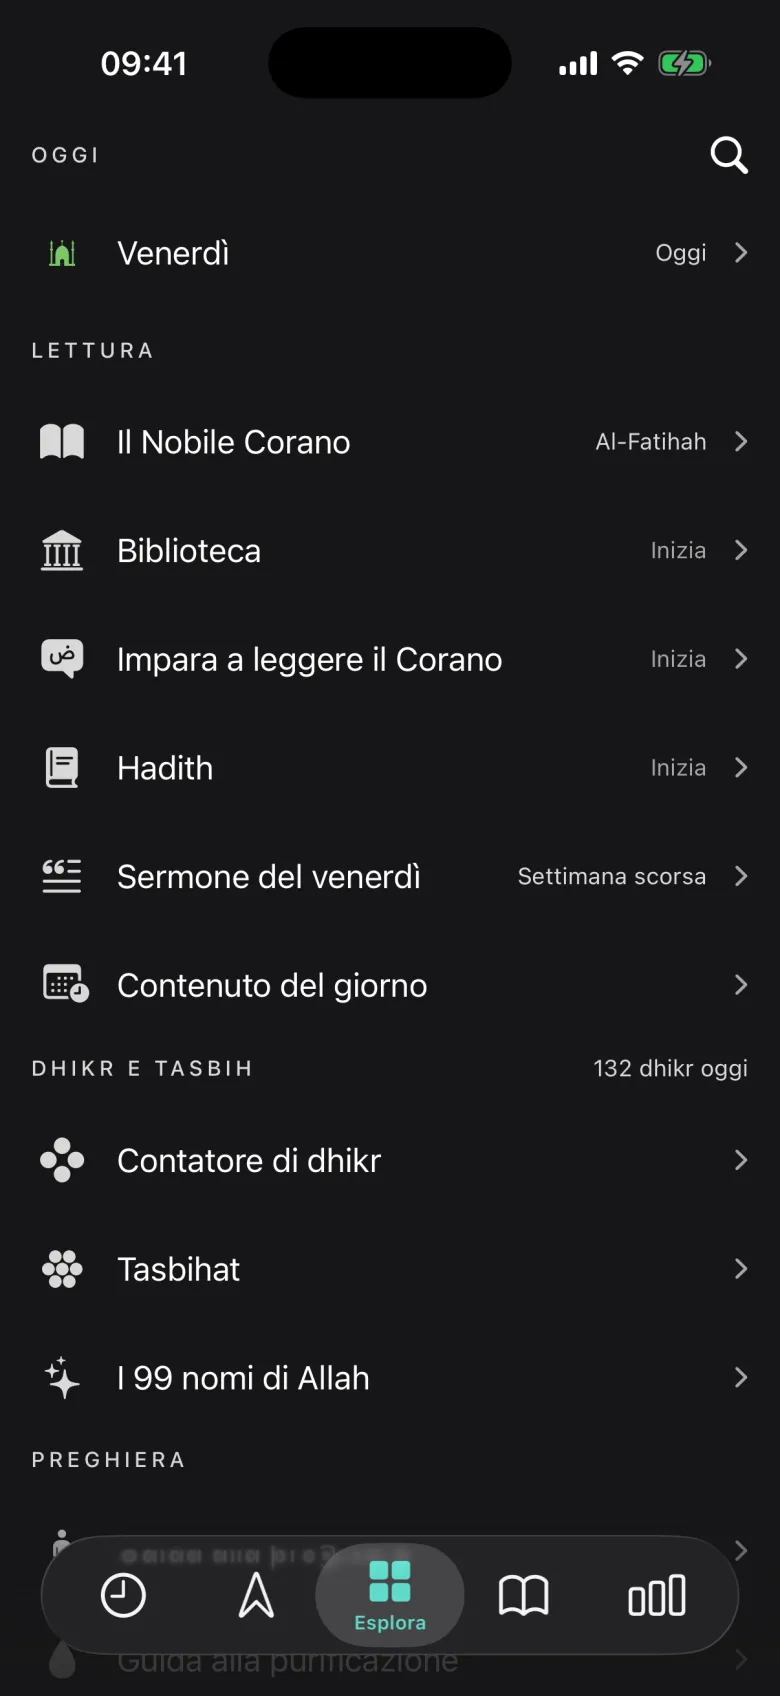 09:41
OGGI
Venerdì Oggi
LETTURA
Il Nobile Corano Al-Fatihah
Biblioteca Inizia
ض Impara a leggere il Corano Inizia
Hadith Inizia
Sermone del venerdì Settimana scorsa
Contenuto del giorno
DHIKR E TASBIH 132 dhikr oggi
Contatore di dhikr
Tasbihat
I 99 nomi di Allah
PREGHIERA
Esplora
Guida alla purificazione